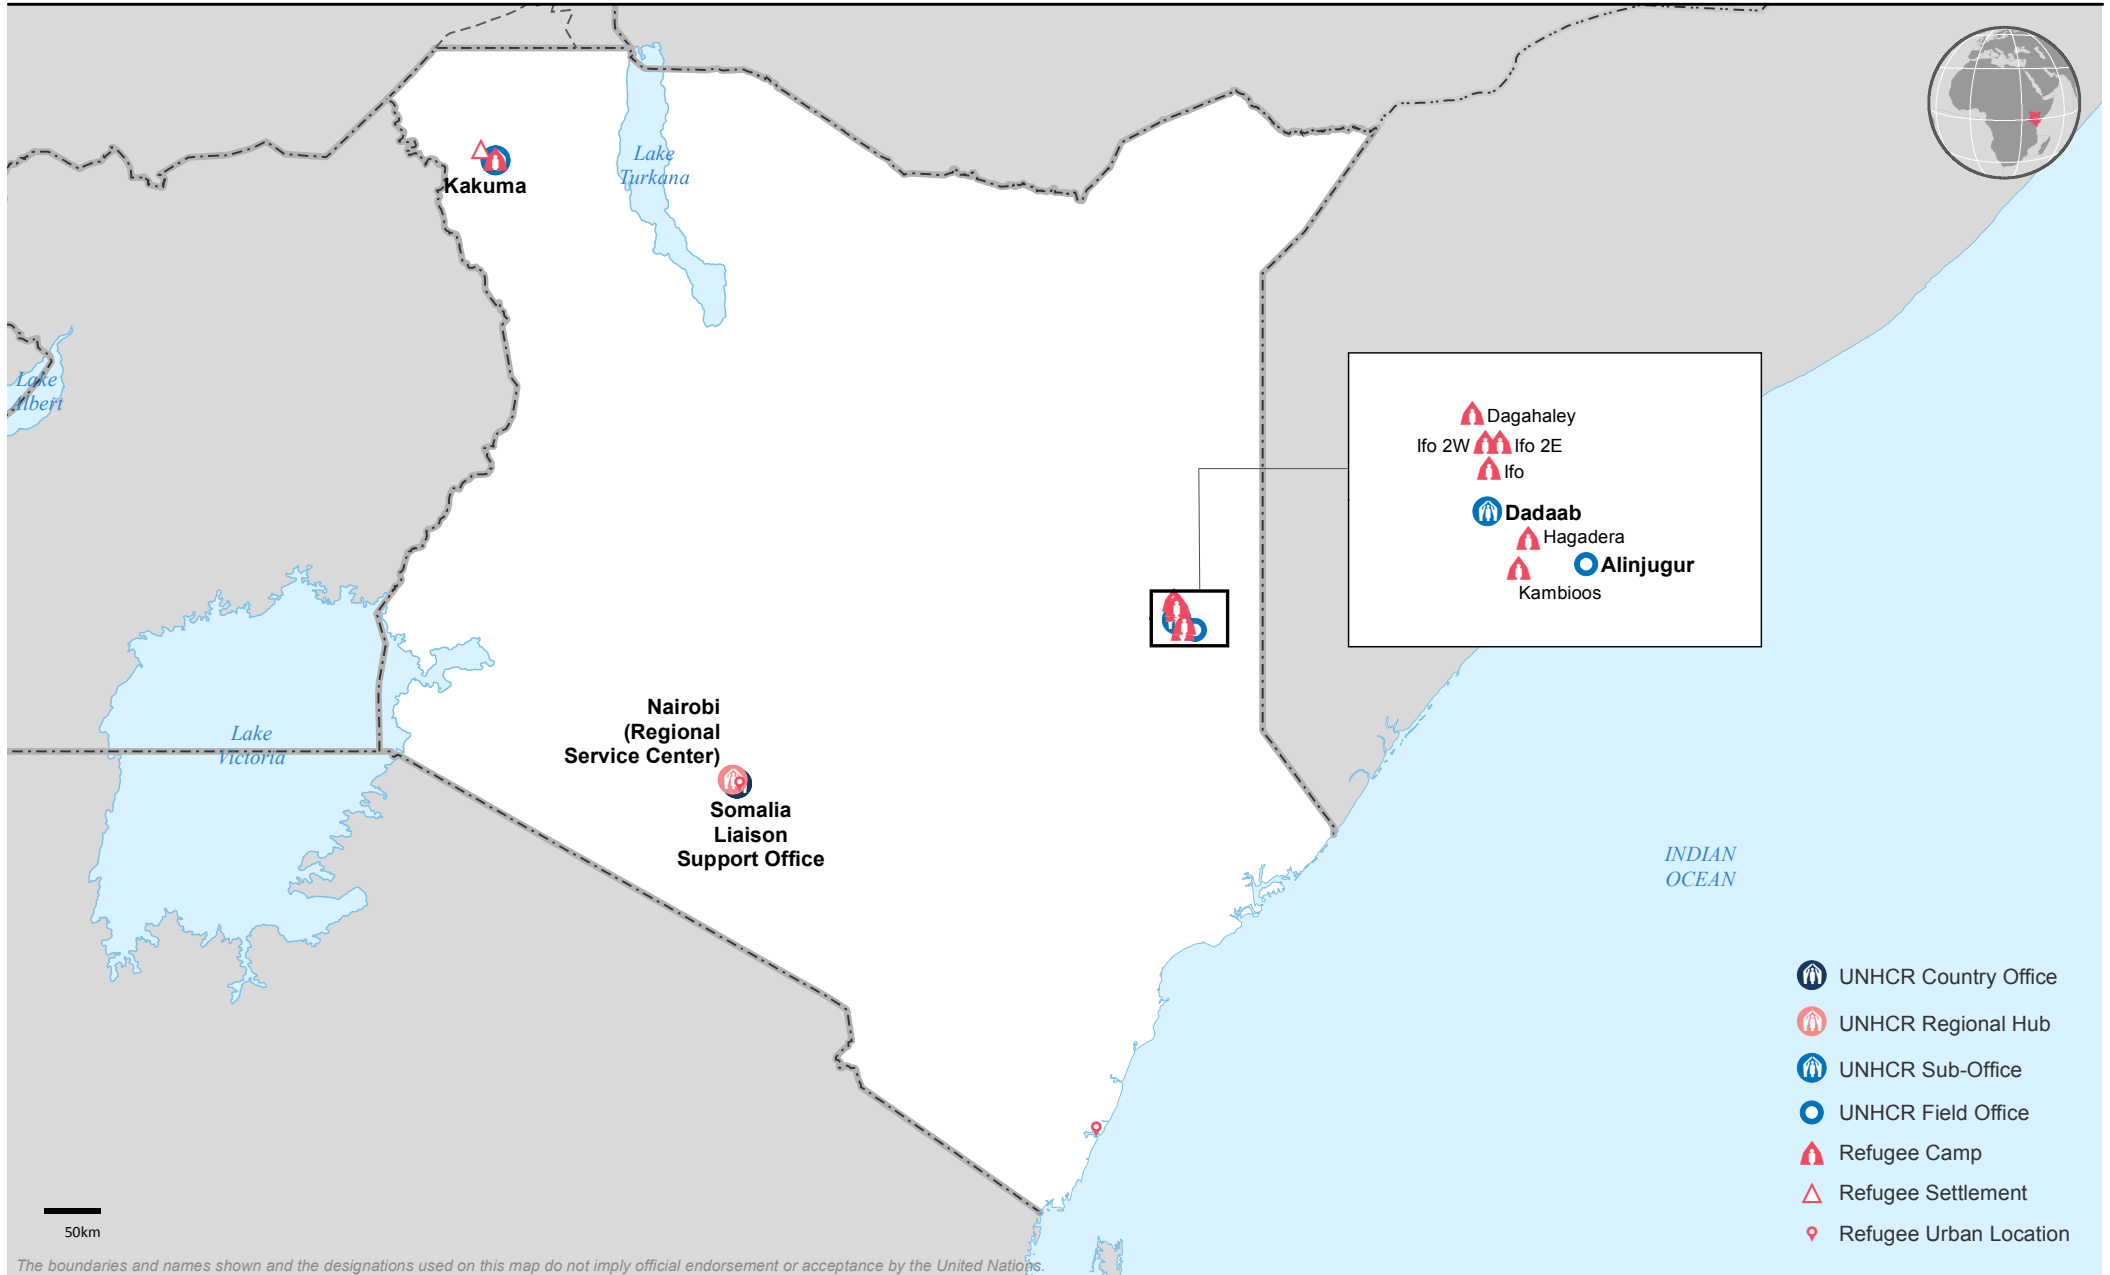 Kakuma
Lake
Turkana
Lake
Albert
Dagahaley
Ifo 2W
Ifo 2E
Ifo
Dadaab
Hagadera
Alinjugur
Kambioos
Nairobi
(Regional
Service Center)
Lake
Victoria
Somalia
Liaison
Support Office
INDIAN
OCEAN
UNHCR Country Office
UNHCR Regional Hub
UNHCR Sub-Office
UNHCR Field Office
Refugee Camp
Refugee Settlement
Refugee Urban Location
50km
The boundaries and names shown and the designations used on this map do not imply official endorsement or acceptance by the United Nations.